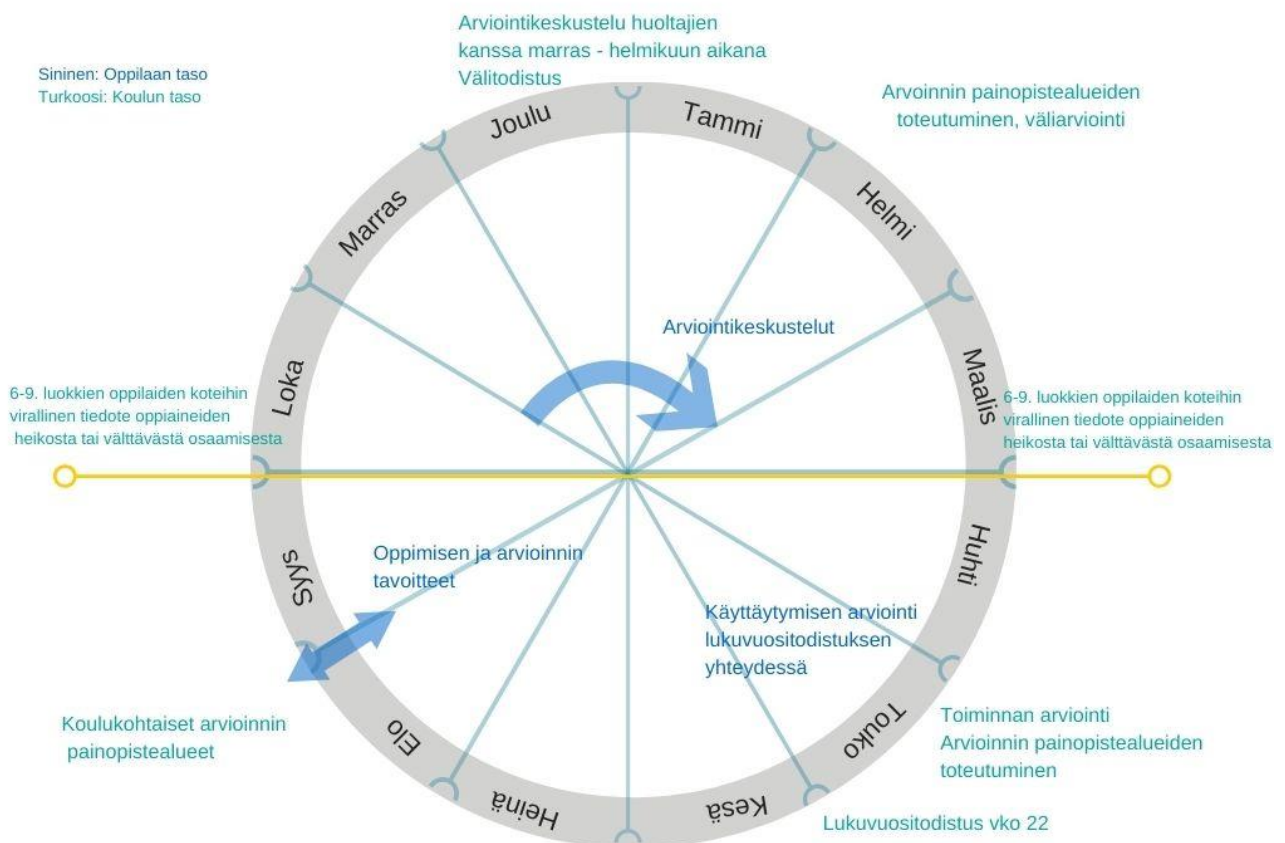 Sininen: Oppilaan taso
Turkoosi: Koulun taso
Arviointikeskustelu huoltajien
kanssa marras - helmikuun aikana
Välitodistus
Arvoinnin painopistealueiden
toteutuminen, väliarviointi
Joulu
Tammi
Marras
Helmi
Loka
Maalis
Arviointikeskustelut
6-9. luokkien oppilaiden koteihin
virallinen tiedote oppiaineiden
heikosta tai välttävästä osaamisesta
6-9. luokkien oppilaiden koteihin
virallinen tiedote oppiaineiden
heikosta tai välttävästä osaamisesta
Syys
Huhti
Oppimisen ja arvioinnin
tavoitteet
Käyttäytymisen arviointi
lukuvuositodistuksen
yhteydessä
Koulukohtaiset arvioinnin
painopistealueet
Elo
Touko
Toiminnan arviointi
Arvioinnin painopistealueiden
toteutuminen
Heinä
Kesä
Lukuvuositodistus vko 22